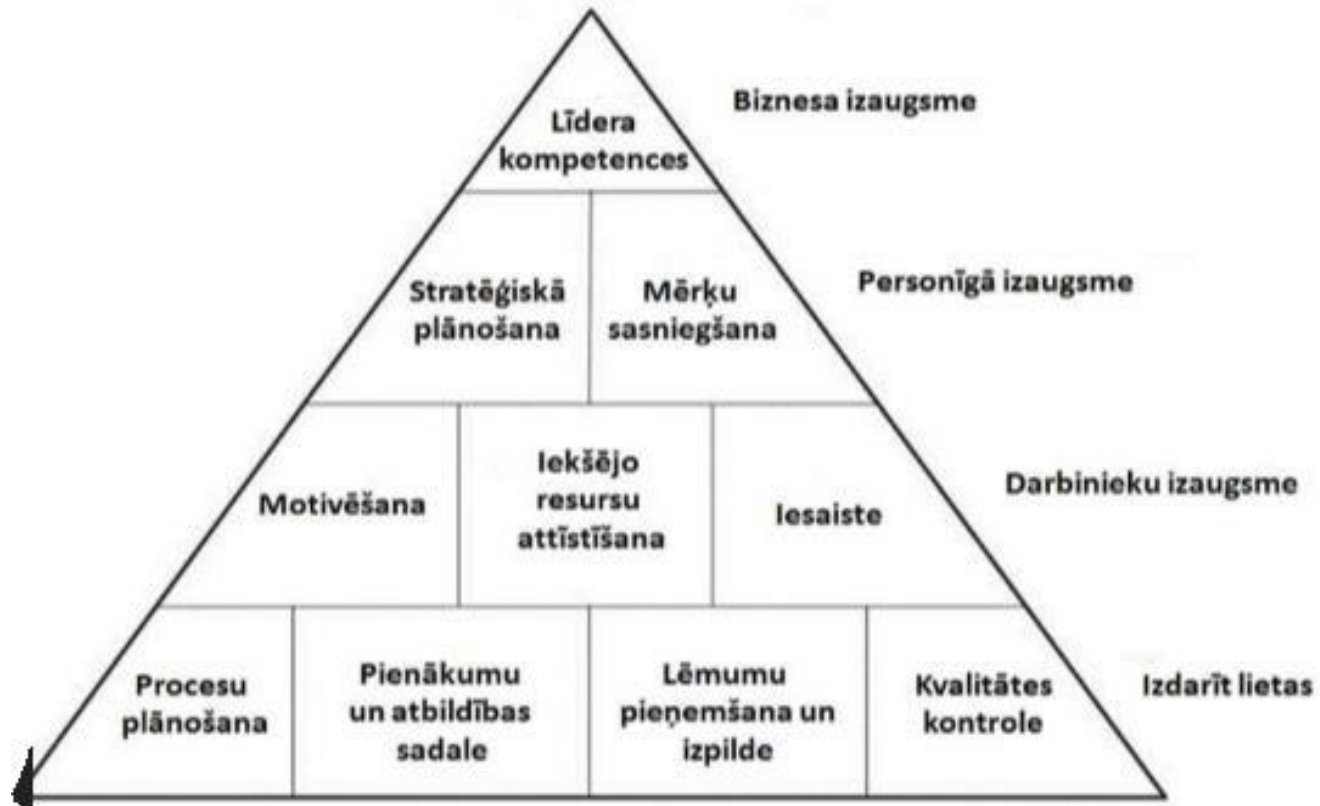 Biznesa izaugsme
Līdera
kompetences
Personīgā izaugsme
Stratēģiskā
plānošana
Mērķu
sasniegšana
Darbinieku izaugsme
Motivēšana
Iekšējo
resursu
attīstīšana
Iesaiste
Izdarīt lietas
Procesu
plānošana
Pienākumu
un atbildības
sadale
Lēmumu
pieņemšana un
izpilde
Kvalitātes
kontrole